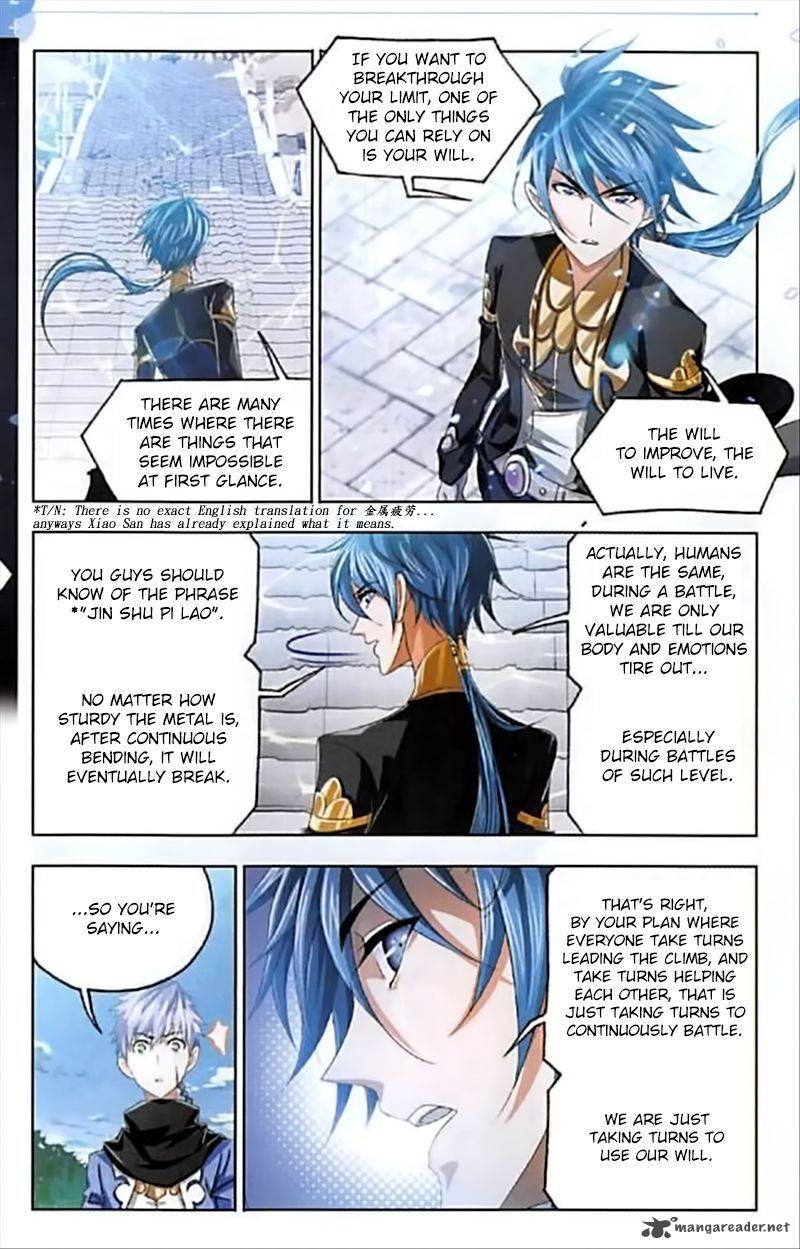 IF YOU WANT TO
BREAKTHROUGH
YOUR LIMIT, ONE OF
THE ONLY THINGS
YOU CAN RELY ON
IS YOUR WILL.
THERE ARE MANY
TIMES WHERE THERE
ARE THINGS THAT
SEEM IMPOSSIBLE
AT FIRST GLANCE.
THE WILL
TO IMPROVE, THE
WILL TO LIVE.
*T/N: There is no exact English translation for 金属疲劳...
anyways Xiao San has already explained what it means.
YOU GUYS SHOULD
KNOW OF THE PHRASE
*"JIN SHU PI LAO".
NO MATTER HOW
STURDY THE METAL IS,
AFTER CONTINUOUS
BENDING, IT WILL
EVENTUALLY BREAK.
ACTUALLY, HUMANS
ARE THE SAME,
DURING A BATTLE,
WE ARE ONLY
VALUABLE TILL OUR
BODY AND EMOTIONS
TIRE OUT...
ESPECIALLY
DURING BATTLES
OF SUCH LEVEL.
...SO YOU'RE
SAYING...
THAT'S RIGHT,
BY YOUR PLAN WHERE
EVERYONE TAKE TURNS
LEADING THE CLIMB, AND
TAKE TURNS HELPING
EACH OTHER, THAT IS
JUST TAKING TURNS TO
CONTINUOUSLY BATTLE.
WE ARE JUST
TAKING TURNS TO
USE OUR WILL.
mangareader.net